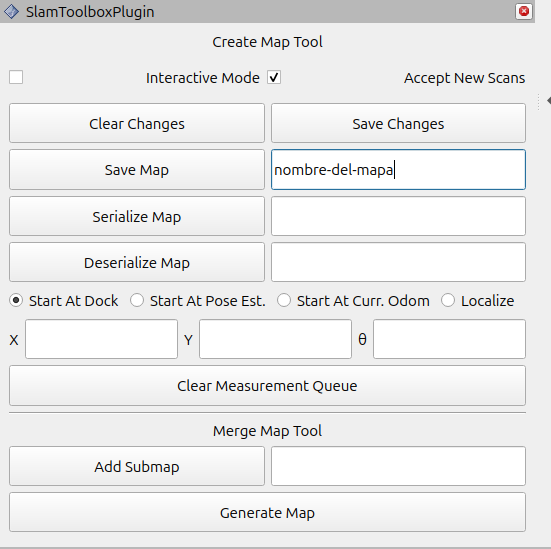 SlamToolboxPlugin
Create Map Tool
Interactive Mode Accept New Scans
Clear Changes Save Changes
Save Map nombre-del-mapa
Serialize Map
Deserialize Map
Start At Dock Start At Pose Est. Start At Curr. Odom Localize
X Y θ
Clear Measurement Queue
Merge Map Tool
Add Submap
Generate Map